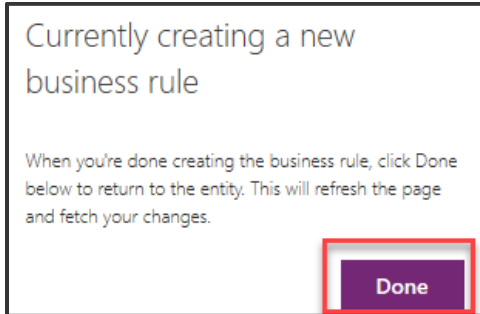 Currently creating a new
business rule
When you're done creating the business rule, click Done
below to return to the entity. This will refresh the page
and fetch your changes.
Done